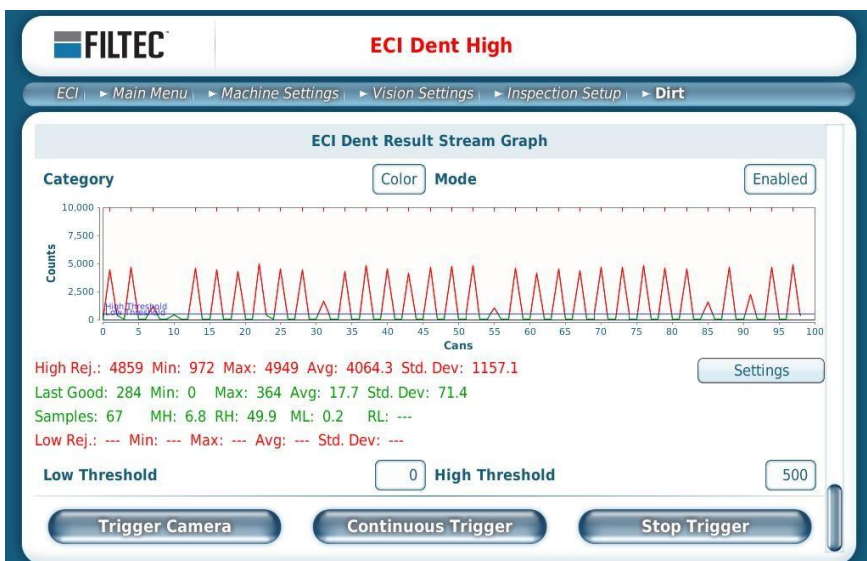 FILTEC
ECI Dent High
ECI ► Main Menu ► Machine Settings ► Vision Settings ► Inspection Setup ► Dirt
ECI Dent Result Stream Graph
Category Color Mode Enabled
10,000
7,500
5,000
2,500
0
Counts
High Threshold
Low Threshold
0 5 10 15 20 25 30 35 40 45 50 55 60 65 70 75 80 85 90 95 100
Cans
High Rej.: 4859 Min: 972 Max: 4949 Avg: 4064.3 Std. Dev: 1157.1
Settings
Last Good: 284 Min: 0 Max: 364 Avg: 17.7 Std. Dev: 71.4
Samples: 67 MH: 6.8 RH: 49.9 ML: 0.2 RL: ---
Low Rej.: --- Min: --- Max: --- Avg: --- Std. Dev: ---
Low Threshold 0 High Threshold 500
Trigger Camera Continuous Trigger Stop Trigger